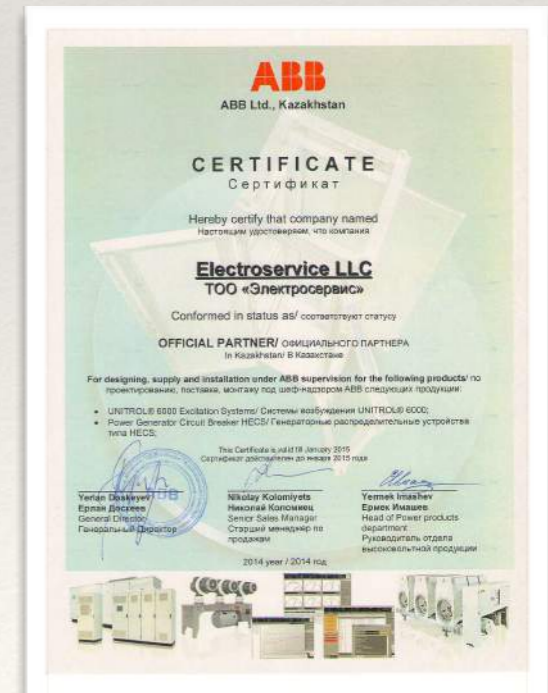 ABB
ABB Ltd., Kazakhstan
CERTIFICATE
Сертификат
Hereby certify that company named
Настоящим удостоверяем, что компания
Electroservice LLC
ТОО «Электросервис»
Conformed in status as/ соответствуют статусу
OFFICIAL PARTNER/ ОФИЦИАЛЬНОГО ПАРТНЕРА
In Kazakhstan/ В Казахстане
For designing, supply and installation under ABB supervision for the following products/ по
проектированию, поставке, монтажу под шеф-надзором ABB следующих продукции:
• UNITROL® 6000 Excitation Systems/ Системы возбуждения UNITROL® 6000;
• Power Generator Circuit Breaker HECS/ Генераторные распределительные устройства
типа HECS;
This Certificate is valid till January 2015
Сертификат действителен до января 2015 года
Yerlan Doskeyev
Ерлан Доскеев
General Director
Генеральный Директор
Nikolay Kolomiyets
Николай Коломиец
Senior Sales Manager
Старший менеджер по
продажам
Yermek Imashev
Ермек Имашев
Head of Power products
department
Руководитель отдела
высоковольтной продукции
2014 year / 2014 год